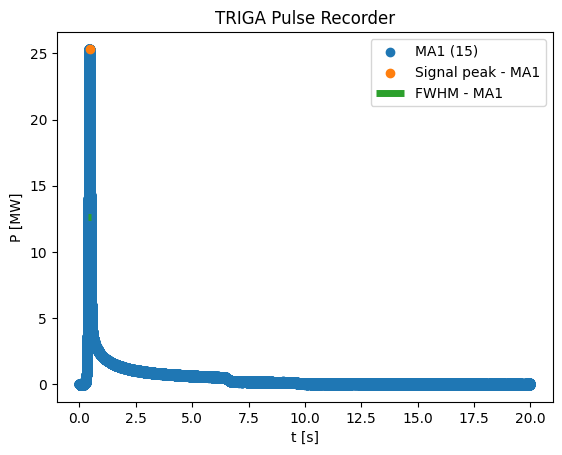 TRIGA Pulse Recorder
MA1 (15)
Signal peak - MA1
FWHM - MA1
P [MW]
25
20
15
10
5
0
0.0 2.5 5.0 7.5 10.0 12.5 15.0 17.5 20.0
t [s]